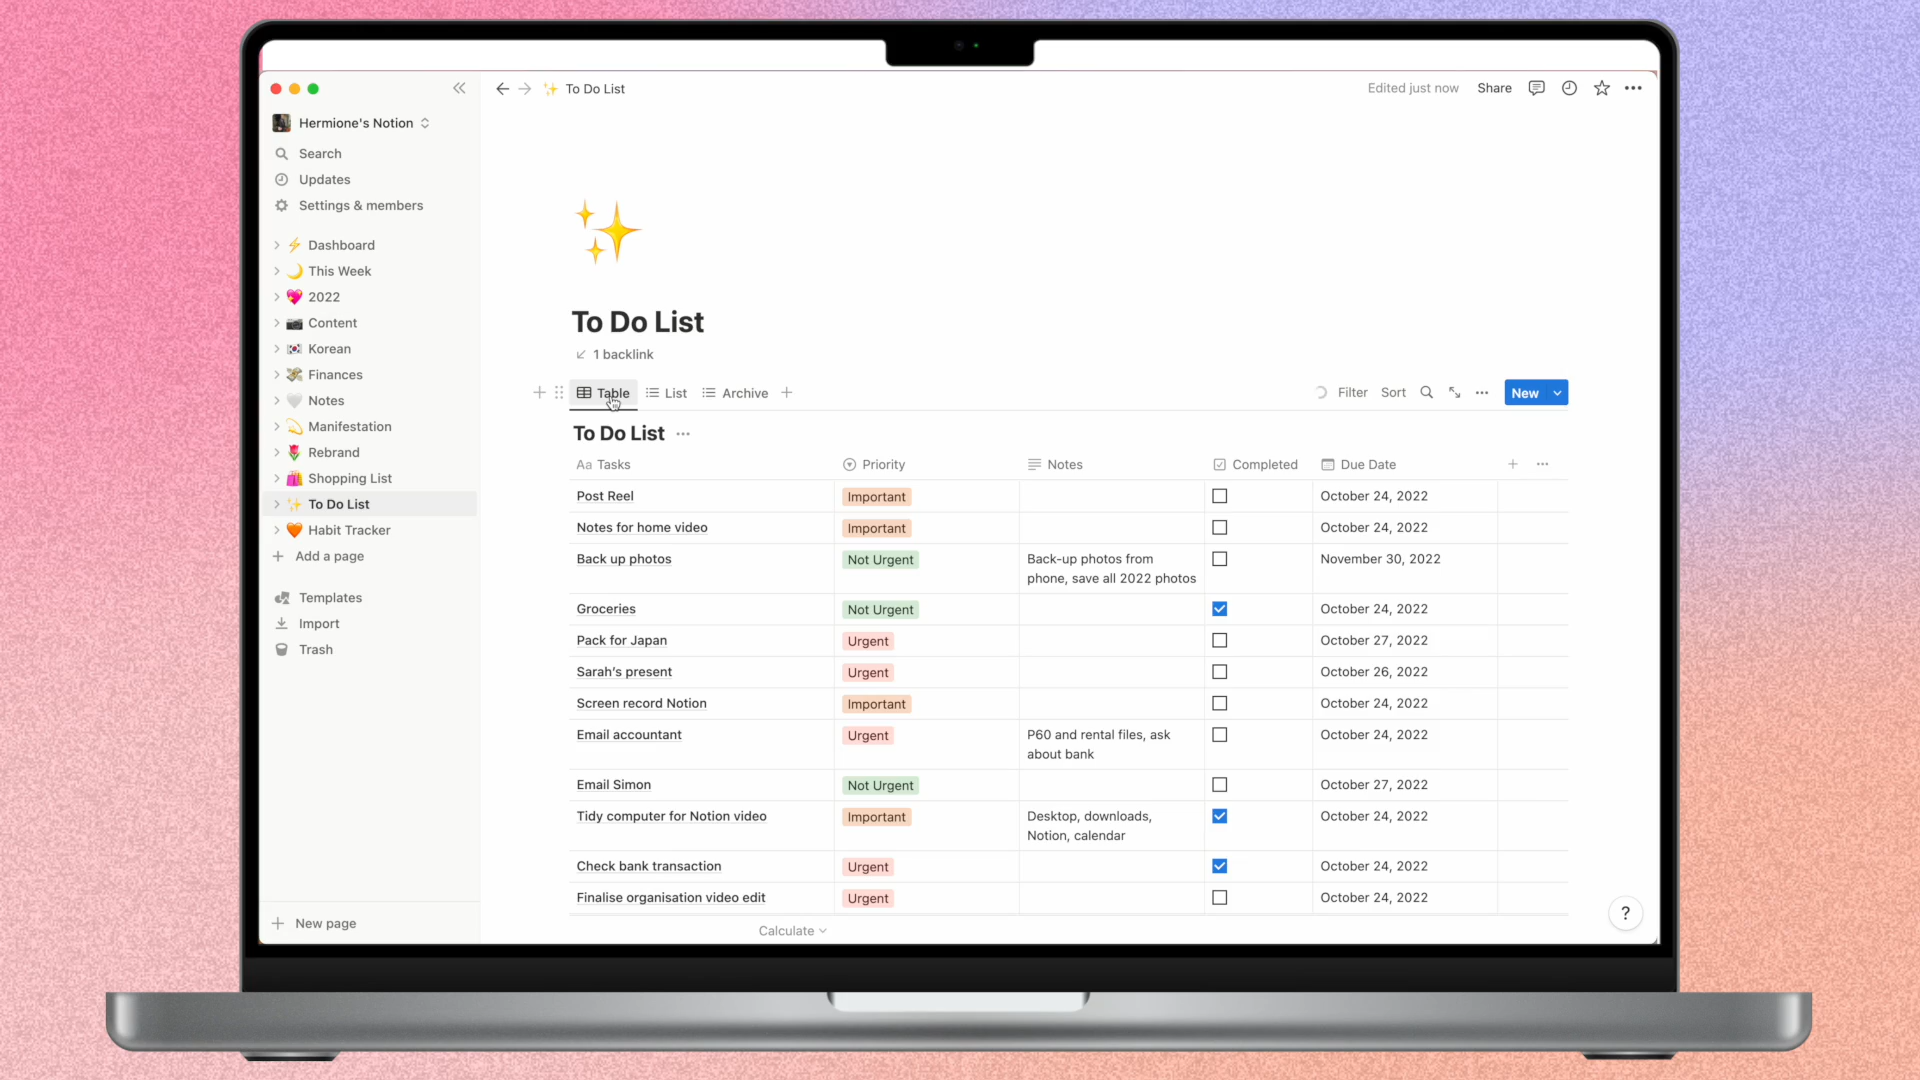 To Do List
Edited just now
Share
Hermione's Notion
Search
Updates
Settings & members
Dashboard
This Week
2022
Content
Korean
Finances
Notes
Manifestation
Rebrand
Shopping List
To Do List
Habit Tracker
Add a page
Templates
Import
Trash
New page
To Do List
1 backlink
Table List Archive
Filter Sort New
To Do List
Aa Tasks Priority Notes Completed Due Date
Post Reel Important October 24, 2022
Notes for home video Important October 24, 2022
Back up photos Not Urgent Back-up photos from November 30, 2022
phone, save all 2022 photos
Groceries Not Urgent October 24, 2022
Pack for Japan Urgent October 27, 2022
Sarah's present Urgent October 26, 2022
Screen record Notion Important October 24, 2022
Email accountant Urgent P60 and rental files, ask October 24, 2022
about bank
Email Simon Not Urgent October 27, 2022
Tidy computer for Notion video Important Desktop, downloads, October 24, 2022
Notion, calendar
Check bank transaction Urgent October 24, 2022
Finalise organisation video edit Urgent October 24, 2022
Calculate
?